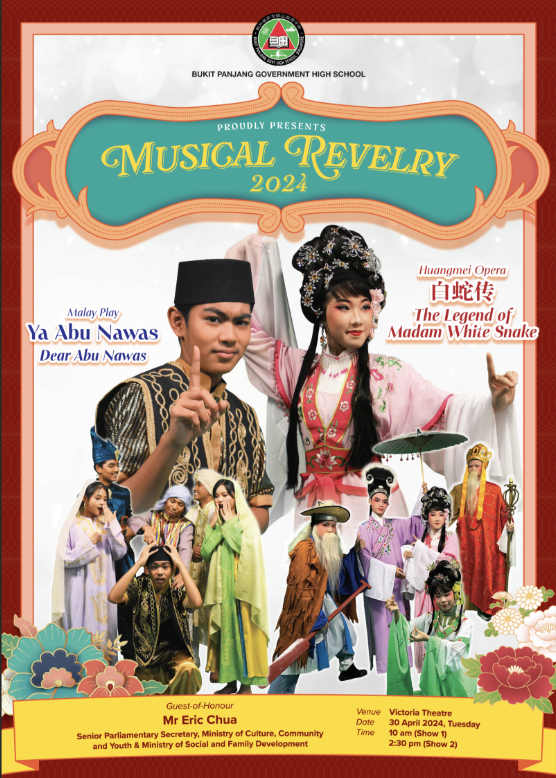 BUKIT PANJANG GOVERNMENT HIGH SCHOOL
PROUDLY PRESENTS
MUSICAL REVELRY
2024
Malay Play
Ya Abu Nawas
Dear Abu Nawas
Huangmei Opera
白蛇传
The Legend of
Madam White Snake
Guest-of-Honour
Mr Eric Chua
Senior Parliamentary Secretary, Ministry of Culture, Community
and Youth & Ministry of Social and Family Development
Venue Victoria Theatre
Date 30 April 2024, Tuesday
Time 10 am (Show 1)
2:30 pm (Show 2)